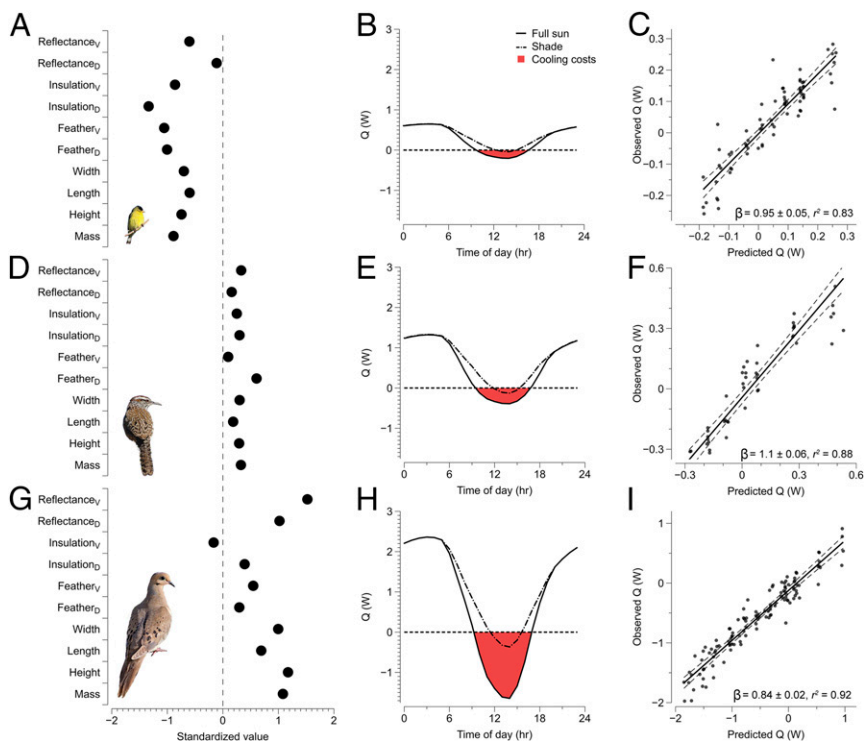 A
Reflectance_V
Reflectance_D
Insulation_V
Insulation_D
Feather_V
Feather_D
Width
Length
Height
Mass
B
3
2
1
0
−1
Q (W)
0 6 12 18 24
Time of day (hr)
Full sun
Shade
Cooling costs
C
0.3
0.2
0.1
0
−0.1
−0.2
Observed Q (W)
β = 0.95 ± 0.05, r² = 0.83
−0.2 −0.1 0 0.1 0.2 0.3
Predicted Q (W)
D
Reflectance_V
Reflectance_D
Insulation_V
Insulation_D
Feather_V
Feather_D
Width
Length
Height
Mass
E
3
2
1
0
−1
Q (W)
0 6 12 18 24
Time of day (hr)
F
0.6
0.3
0
−0.3
Observed Q (W)
β = 1.1 ± 0.06, r² = 0.88
−0.3 0 0.3 0.6
Predicted Q (W)
G
Reflectance_V
Reflectance_D
Insulation_V
Insulation_D
Feather_V
Feather_D
Width
Length
Height
Mass
−2 −1 0 1 2
Standardized value
H
3
2
1
0
−1
Q (W)
0 6 12 18 24
Time of day (hr)
I
1
0
−1
−2
Observed Q (W)
β = 0.84 ± 0.02, r² = 0.92
−2 −1 0 1
Predicted Q (W)